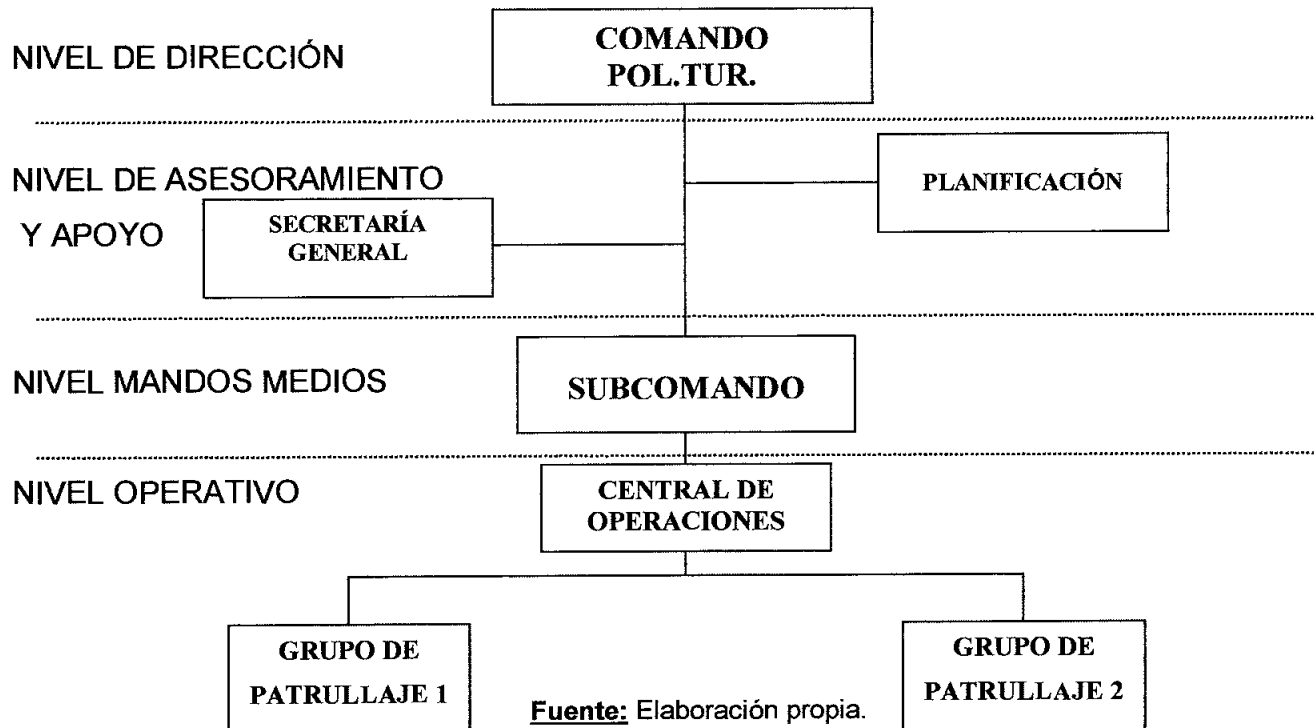 NIVEL DE DIRECCIÓN
COMANDO
POL.TUR.
NIVEL DE ASESORAMIENTO
Y APOYO
PLANIFICACIÓN
SECRETARÍA
GENERAL
NIVEL MANDOS MEDIOS
SUBCOMANDO
NIVEL OPERATIVO
CENTRAL DE
OPERACIONES
GRUPO DE
PATRULLAJE 1
GRUPO DE
PATRULLAJE 2
Fuente: Elaboración propia.